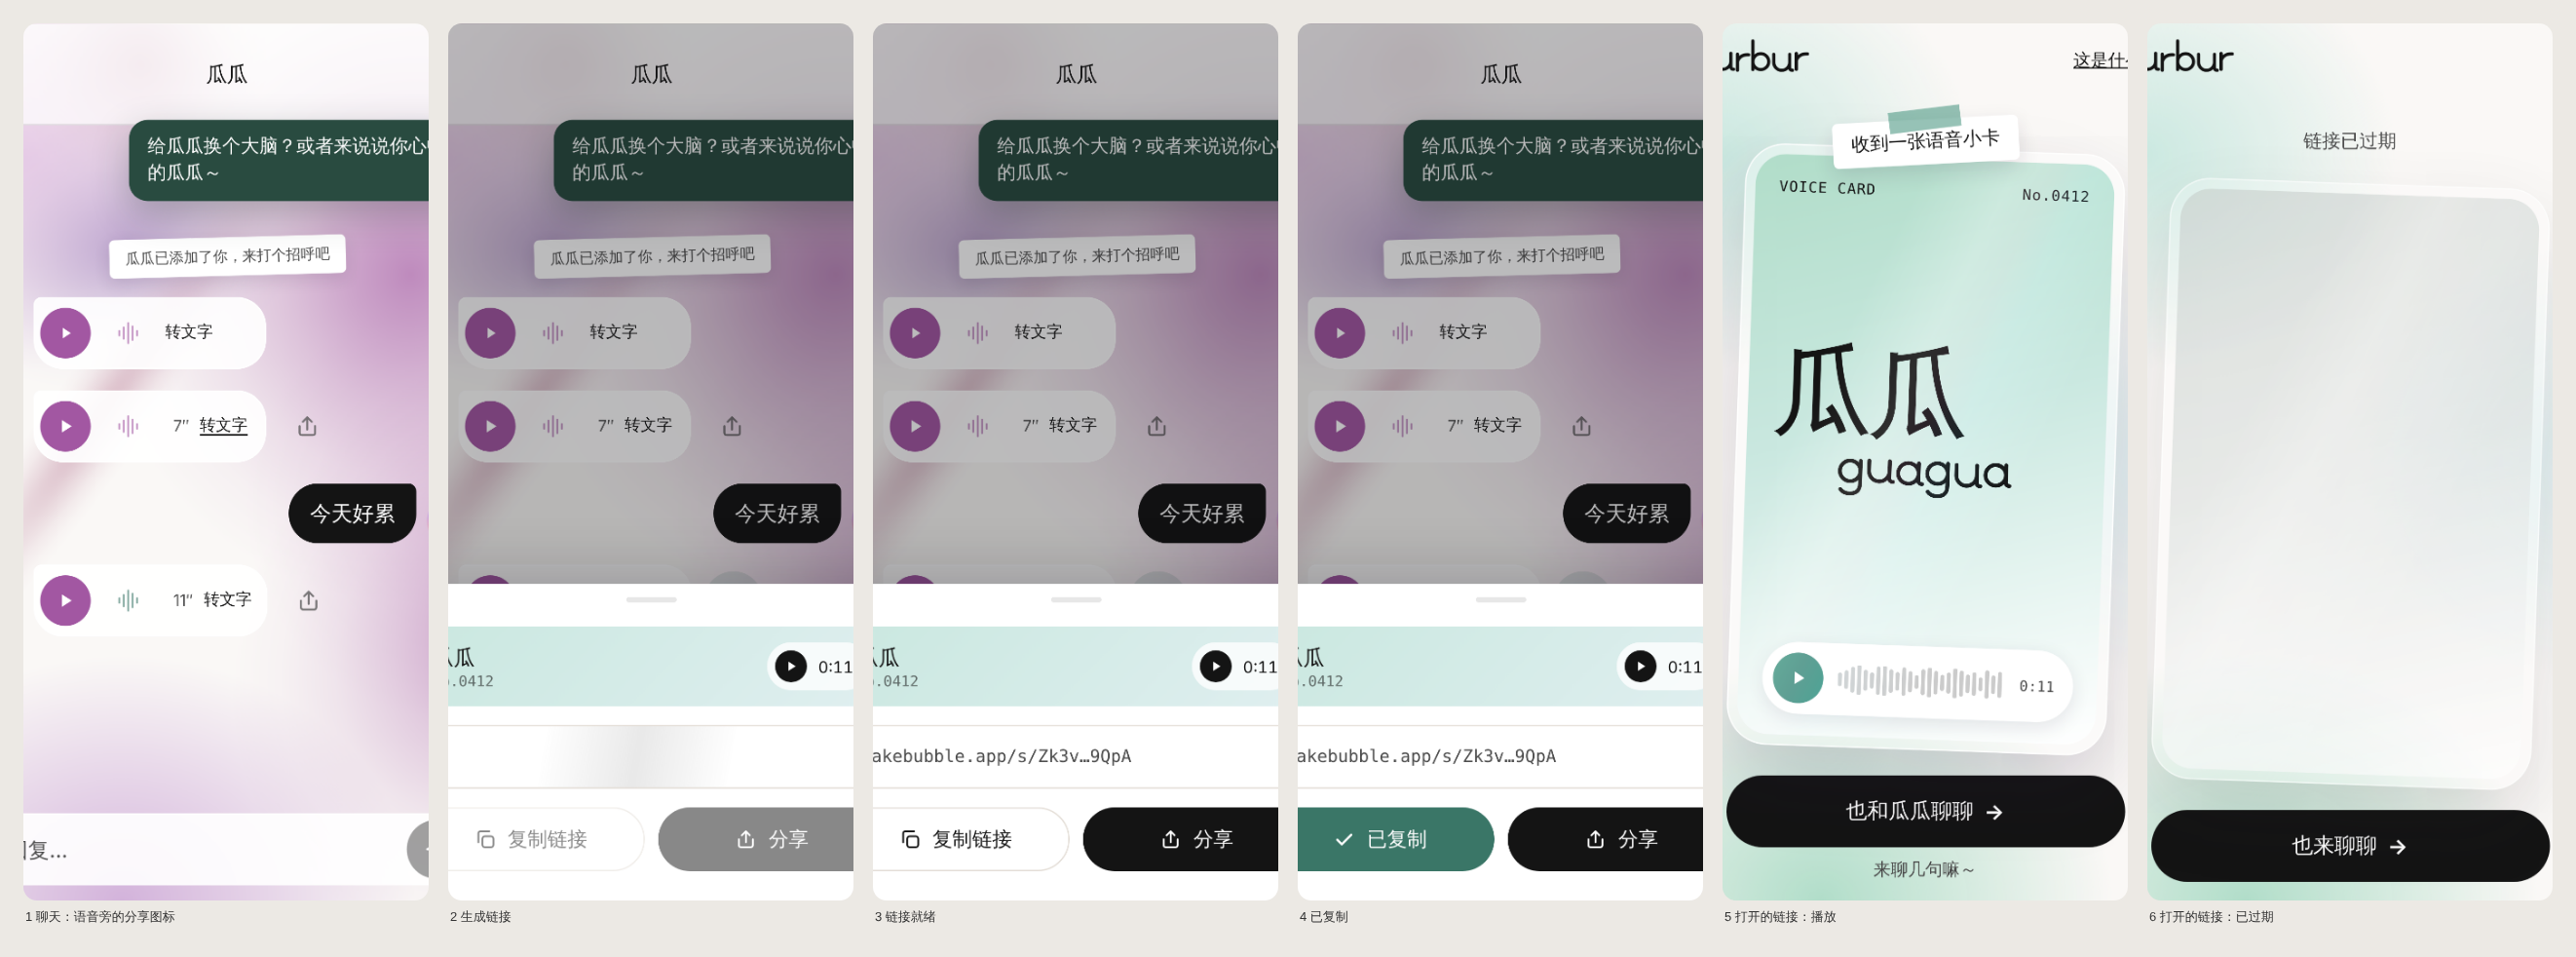 瓜瓜
给瓜瓜换个大脑？或者来说说你心
的瓜瓜～
瓜瓜已添加了你，来打个招呼吧
转文字
7″ 转文字
今天好累
11″ 转文字
复...
1 聊天：语音旁的分享图标
瓜瓜
给瓜瓜换个大脑？或者来说说你心
的瓜瓜～
瓜瓜已添加了你，来打个招呼吧
转文字
7″ 转文字
今天好累
瓜 0:11
.0412
复制链接 分享
2 生成链接
瓜瓜
给瓜瓜换个大脑？或者来说说你心
的瓜瓜～
瓜瓜已添加了你，来打个招呼吧
转文字
7″ 转文字
今天好累
瓜 0:11
.0412
akebubble.app/s/Zk3v…9QpA
复制链接 分享
3 链接就绪
瓜瓜
给瓜瓜换个大脑？或者来说说你心
的瓜瓜～
瓜瓜已添加了你，来打个招呼吧
转文字
7″ 转文字
今天好累
瓜 0:11
.0412
akebubble.app/s/Zk3v…9QpA
已复制 分享
4 已复制
urbur 这是什
收到一张语音小卡
VOICE CARD No.0412
瓜瓜
guagua
0:11
也和瓜瓜聊聊 →
来聊几句嘛～
5 打开的链接：播放
urbur
链接已过期
也来聊聊 →
6 打开的链接：已过期